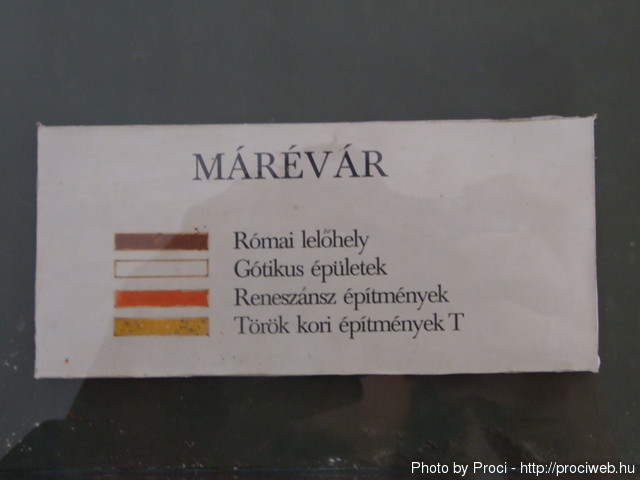 MÁRÉVÁR
Római lelőhely
Gótikus épületek
Reneszánsz építmények
Török kori építmények T
Photo by Proci - http://prociweb.hu